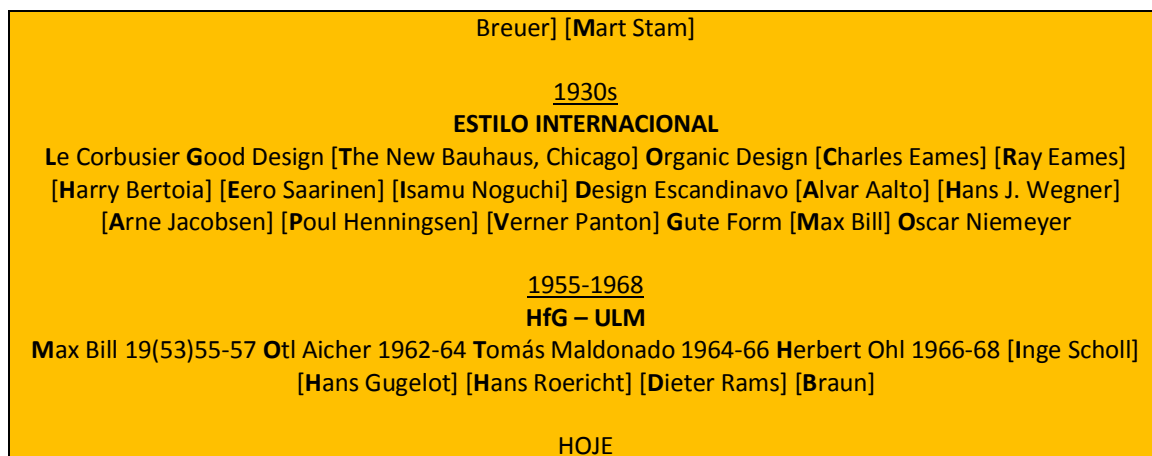 Breuer] [Mart Stam]
1930s
ESTILO INTERNACIONAL
Le Corbusier Good Design [The New Bauhaus, Chicago] Organic Design [Charles Eames] [Ray Eames]
[Harry Bertoia] [Eero Saarinen] [Isamu Noguchi] Design Escandinavo [Alvar Aalto] [Hans J. Wegner]
[Arne Jacobsen] [Poul Henningsen] [Verner Panton] Gute Form [Max Bill] Oscar Niemeyer
1955-1968
HfG – ULM
Max Bill 19(53)55-57 Otl Aicher 1962-64 Tomás Maldonado 1964-66 Herbert Ohl 1966-68 [Inge Scholl]
[Hans Gugelot] [Hans Roericht] [Dieter Rams] [Braun]
HOJE